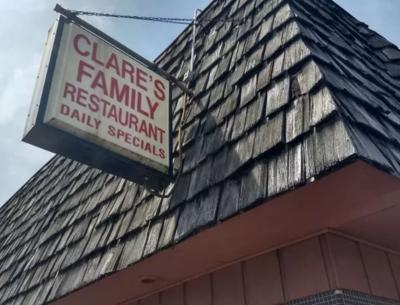 CLARE'S
FAMILY
RESTAURANT
DAILY SPECIALS